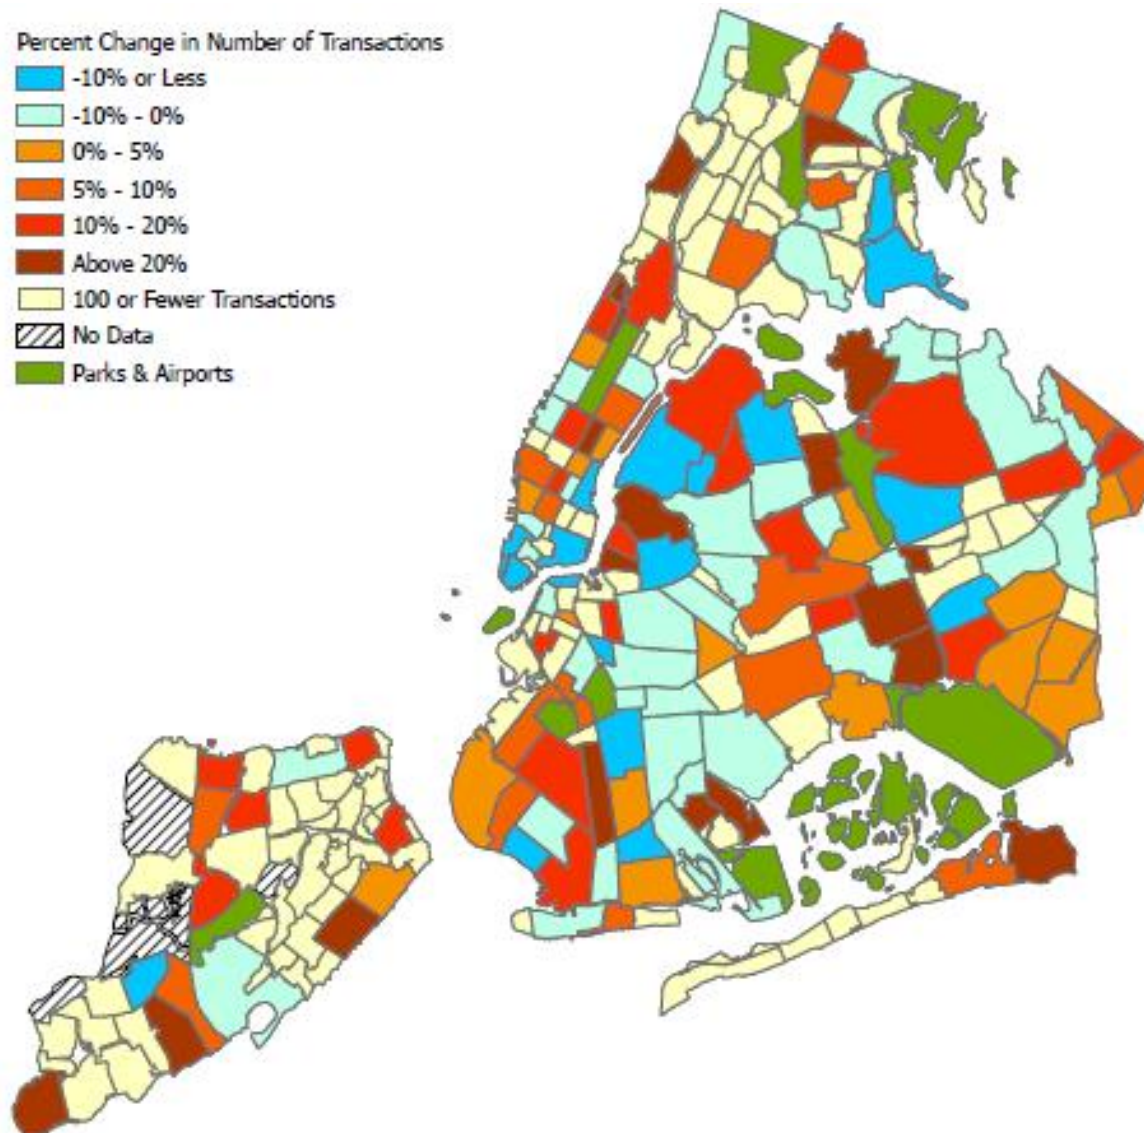 Percent Change in Number of Transactions
-10% or Less
-10% - 0%
0% - 5%
5% - 10%
10% - 20%
Above 20%
100 or Fewer Transactions
No Data
Parks & Airports